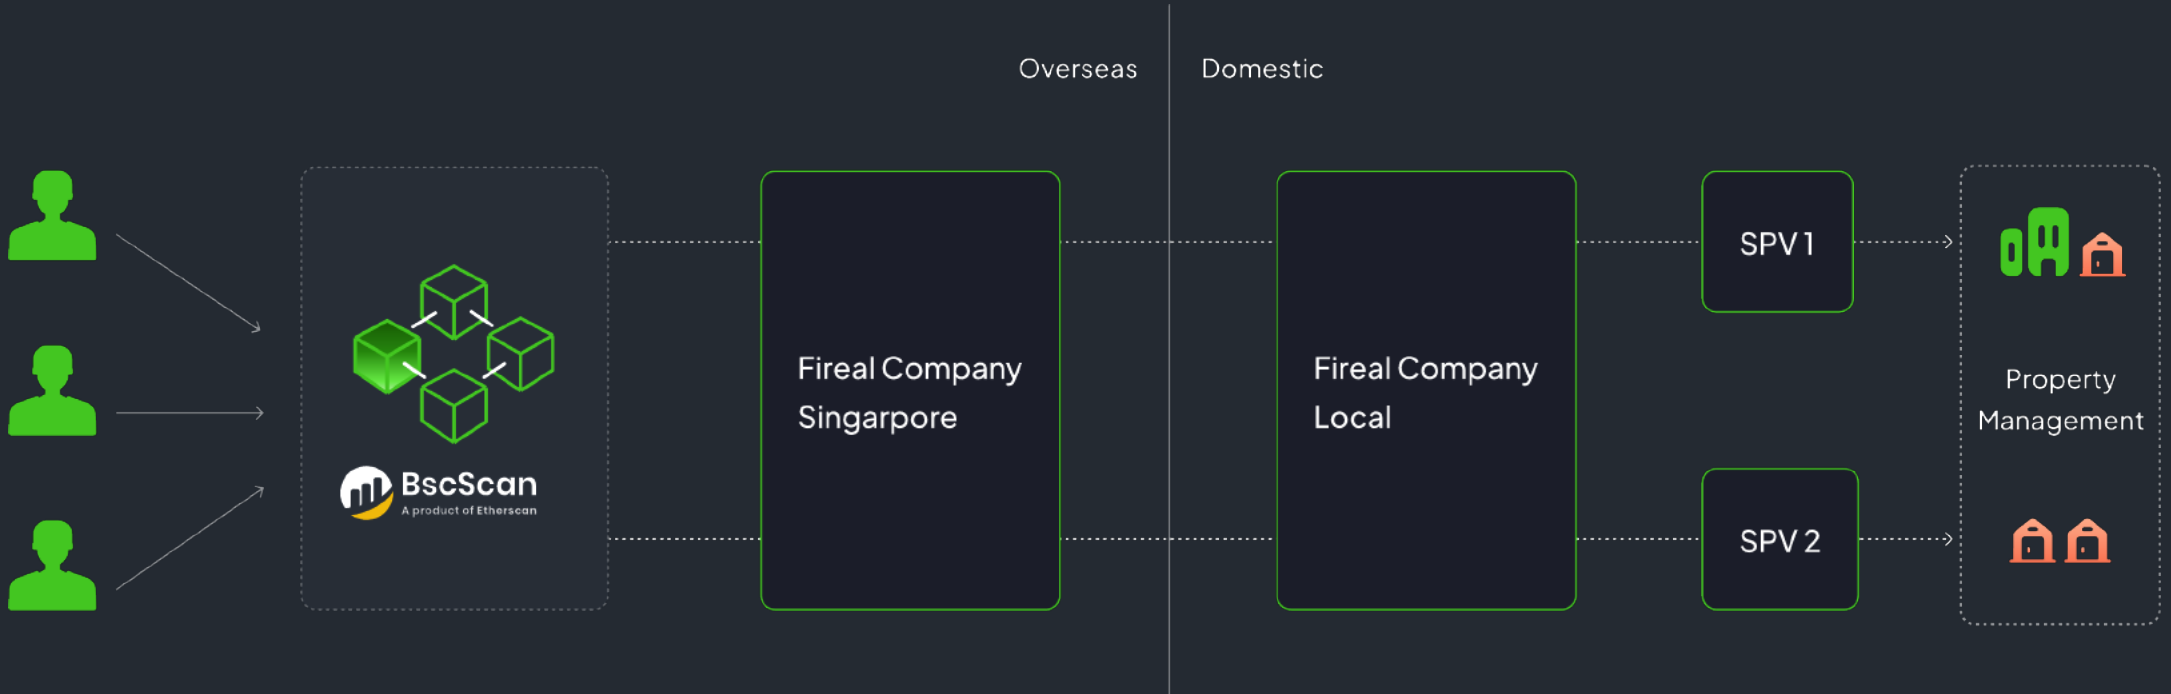 Overseas
Domestic
BscScan
A product of Etherscan
Fireal Company
Singarpore
Fireal Company
Local
SPV 1
SPV 2
Property
Management